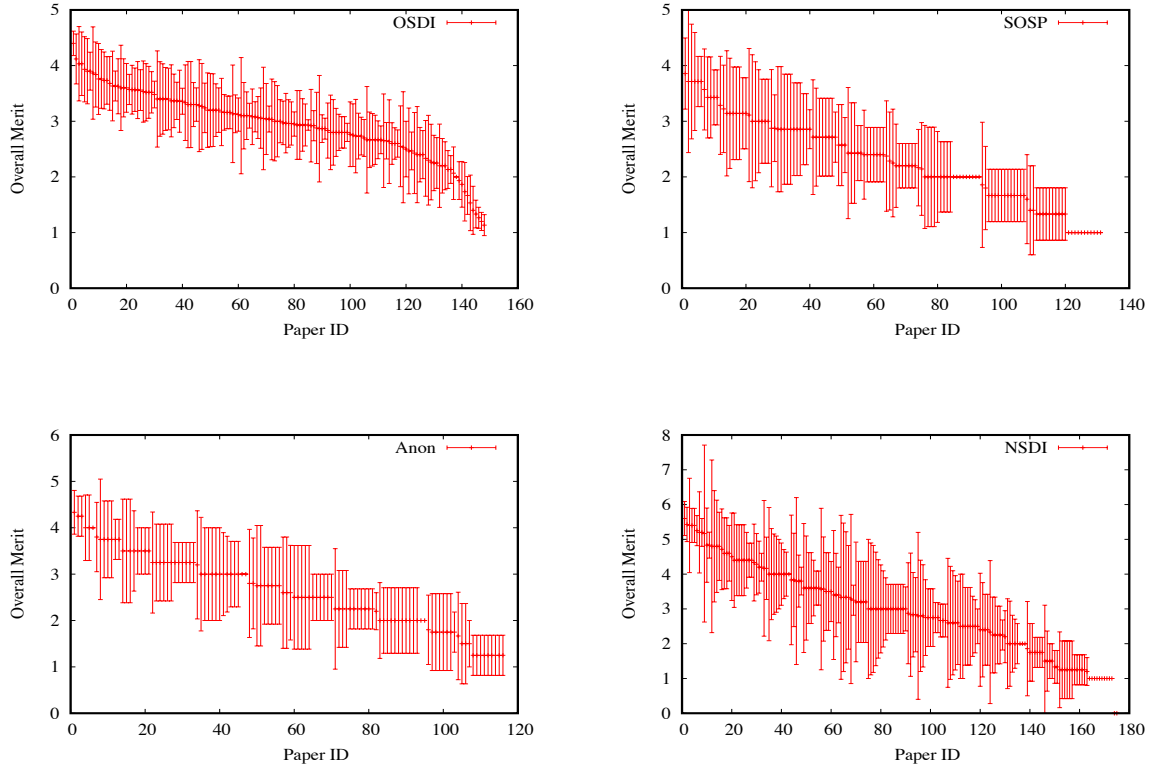 OSDI
5
4
3
2
1
0
Overall Merit
0 20 40 60 80 100 120 140 160
Paper ID
SOSP
5
4
3
2
1
0
Overall Merit
0 20 40 60 80 100 120 140
Paper ID
Anon
6
5
4
3
2
1
0
Overall Merit
0 20 40 60 80 100 120
Paper ID
NSDI
8
7
6
5
4
3
2
1
0
Overall Merit
0 20 40 60 80 100 120 140 160 180
Paper ID